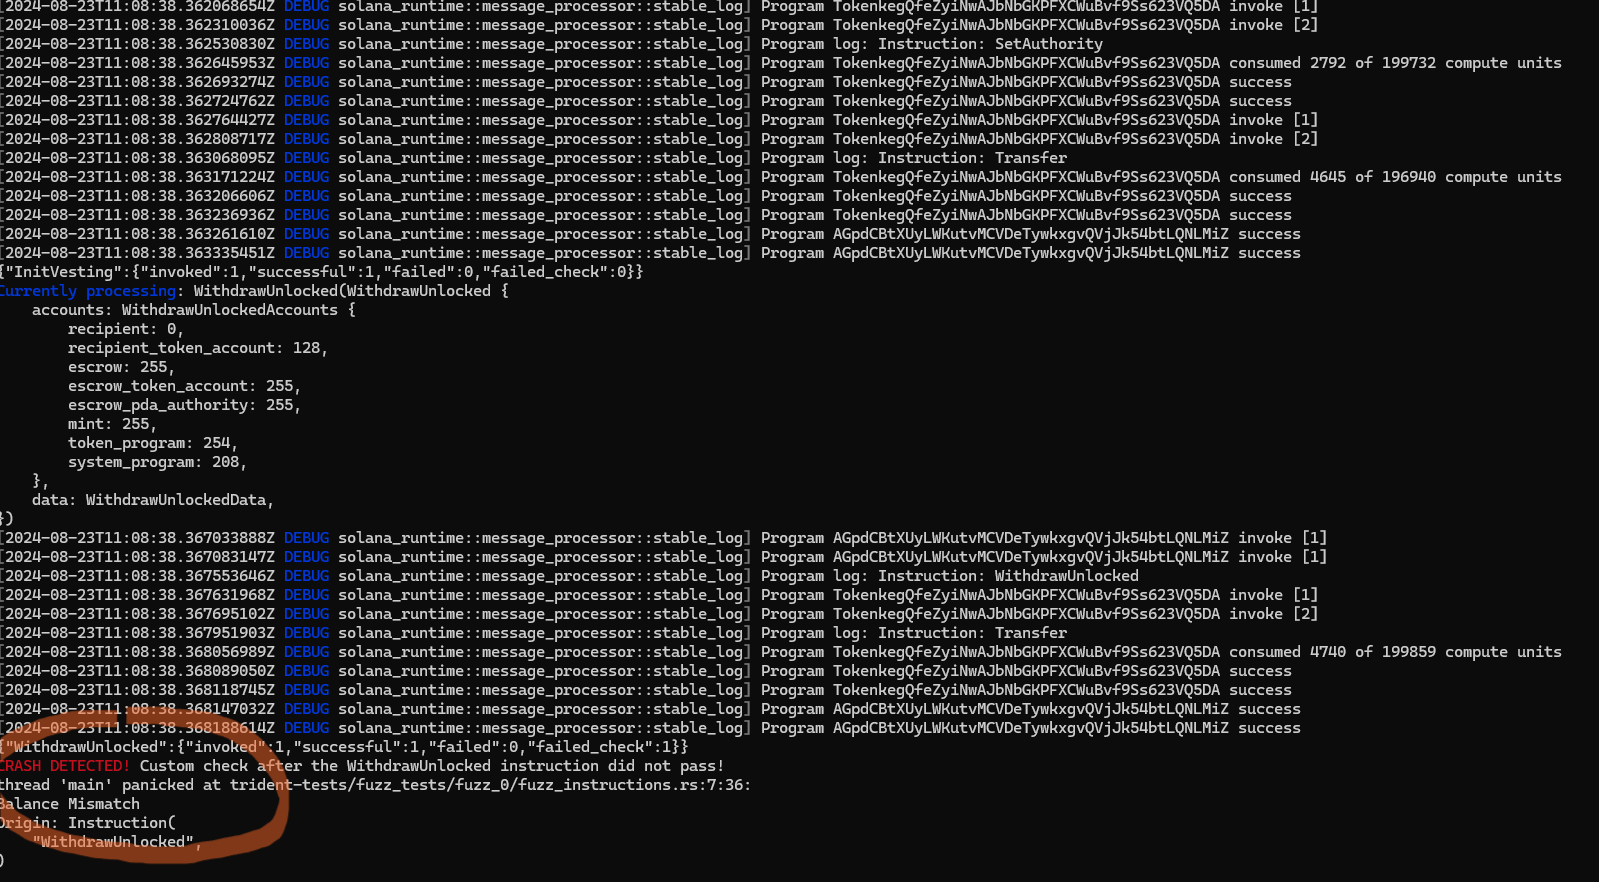 [2024-08-23T11:08:38.362068654Z DEBUG solana_runtime::message_processor::stable_log] Program TokenkegQfeZyiNwAJbNbGKPFXCWuBvf9Ss623VQ5DA invoke [1]
[2024-08-23T11:08:38.362310036Z DEBUG solana_runtime::message_processor::stable_log] Program TokenkegQfeZyiNwAJbNbGKPFXCWuBvf9Ss623VQ5DA invoke [2]
[2024-08-23T11:08:38.362530830Z DEBUG solana_runtime::message_processor::stable_log] Program log: Instruction: SetAuthority
[2024-08-23T11:08:38.362645953Z DEBUG solana_runtime::message_processor::stable_log] Program TokenkegQfeZyiNwAJbNbGKPFXCWuBvf9Ss623VQ5DA consumed 2792 of 199732 compute units
[2024-08-23T11:08:38.362693274Z DEBUG solana_runtime::message_processor::stable_log] Program TokenkegQfeZyiNwAJbNbGKPFXCWuBvf9Ss623VQ5DA success
[2024-08-23T11:08:38.362724762Z DEBUG solana_runtime::message_processor::stable_log] Program TokenkegQfeZyiNwAJbNbGKPFXCWuBvf9Ss623VQ5DA success
[2024-08-23T11:08:38.362764427Z DEBUG solana_runtime::message_processor::stable_log] Program TokenkegQfeZyiNwAJbNbGKPFXCWuBvf9Ss623VQ5DA invoke [1]
[2024-08-23T11:08:38.362808717Z DEBUG solana_runtime::message_processor::stable_log] Program TokenkegQfeZyiNwAJbNbGKPFXCWuBvf9Ss623VQ5DA invoke [2]
[2024-08-23T11:08:38.363068095Z DEBUG solana_runtime::message_processor::stable_log] Program log: Instruction: Transfer
[2024-08-23T11:08:38.363171224Z DEBUG solana_runtime::message_processor::stable_log] Program TokenkegQfeZyiNwAJbNbGKPFXCWuBvf9Ss623VQ5DA consumed 4645 of 196940 compute units
[2024-08-23T11:08:38.363206606Z DEBUG solana_runtime::message_processor::stable_log] Program TokenkegQfeZyiNwAJbNbGKPFXCWuBvf9Ss623VQ5DA success
[2024-08-23T11:08:38.363236936Z DEBUG solana_runtime::message_processor::stable_log] Program TokenkegQfeZyiNwAJbNbGKPFXCWuBvf9Ss623VQ5DA success
[2024-08-23T11:08:38.363261610Z DEBUG solana_runtime::message_processor::stable_log] Program AGpdCBtXUyLWKutvMCVDeTywkxgvQVjJk54btLQNLMiZ success
[2024-08-23T11:08:38.363335451Z DEBUG solana_runtime::message_processor::stable_log] Program AGpdCBtXUyLWKutvMCVDeTywkxgvQVjJk54btLQNLMiZ success
{"InitVesting":{"invoked":1,"successful":1,"failed":0,"failed_check":0}}
Currently processing: WithdrawUnlocked(WithdrawUnlocked {
    accounts: WithdrawUnlockedAccounts {
        recipient: 0,
        recipient_token_account: 128,
        escrow: 255,
        escrow_token_account: 255,
        escrow_pda_authority: 255,
        mint: 255,
        token_program: 254,
        system_program: 208,
    },
    data: WithdrawUnlockedData,
})
[2024-08-23T11:08:38.367033888Z DEBUG solana_runtime::message_processor::stable_log] Program AGpdCBtXUyLWKutvMCVDeTywkxgvQVjJk54btLQNLMiZ invoke [1]
[2024-08-23T11:08:38.367083147Z DEBUG solana_runtime::message_processor::stable_log] Program AGpdCBtXUyLWKutvMCVDeTywkxgvQVjJk54btLQNLMiZ invoke [1]
[2024-08-23T11:08:38.367553646Z DEBUG solana_runtime::message_processor::stable_log] Program log: Instruction: WithdrawUnlocked
[2024-08-23T11:08:38.367631968Z DEBUG solana_runtime::message_processor::stable_log] Program TokenkegQfeZyiNwAJbNbGKPFXCWuBvf9Ss623VQ5DA invoke [1]
[2024-08-23T11:08:38.367695102Z DEBUG solana_runtime::message_processor::stable_log] Program TokenkegQfeZyiNwAJbNbGKPFXCWuBvf9Ss623VQ5DA invoke [2]
[2024-08-23T11:08:38.367951903Z DEBUG solana_runtime::message_processor::stable_log] Program log: Instruction: Transfer
[2024-08-23T11:08:38.368056989Z DEBUG solana_runtime::message_processor::stable_log] Program TokenkegQfeZyiNwAJbNbGKPFXCWuBvf9Ss623VQ5DA consumed 4740 of 199859 compute units
[2024-08-23T11:08:38.368089050Z DEBUG solana_runtime::message_processor::stable_log] Program TokenkegQfeZyiNwAJbNbGKPFXCWuBvf9Ss623VQ5DA success
[2024-08-23T11:08:38.368118745Z DEBUG solana_runtime::message_processor::stable_log] Program TokenkegQfeZyiNwAJbNbGKPFXCWuBvf9Ss623VQ5DA success
[2024-08-23T11:08:38.368147032Z DEBUG solana_runtime::message_processor::stable_log] Program AGpdCBtXUyLWKutvMCVDeTywkxgvQVjJk54btLQNLMiZ success
[2024-08-23T11:08:38.368188614Z DEBUG solana_runtime::message_processor::stable_log] Program AGpdCBtXUyLWKutvMCVDeTywkxgvQVjJk54btLQNLMiZ success
{"WithdrawUnlocked":{"invoked":1,"successful":1,"failed":0,"failed_check":1}}
CRASH DETECTED! Custom check after the WithdrawUnlocked instruction did not pass!
thread 'main' panicked at trident-tests/fuzz_tests/fuzz_0/fuzz_instructions.rs:7:36:
Balance Mismatch
Origin: Instruction(
    "WithdrawUnlocked",
)